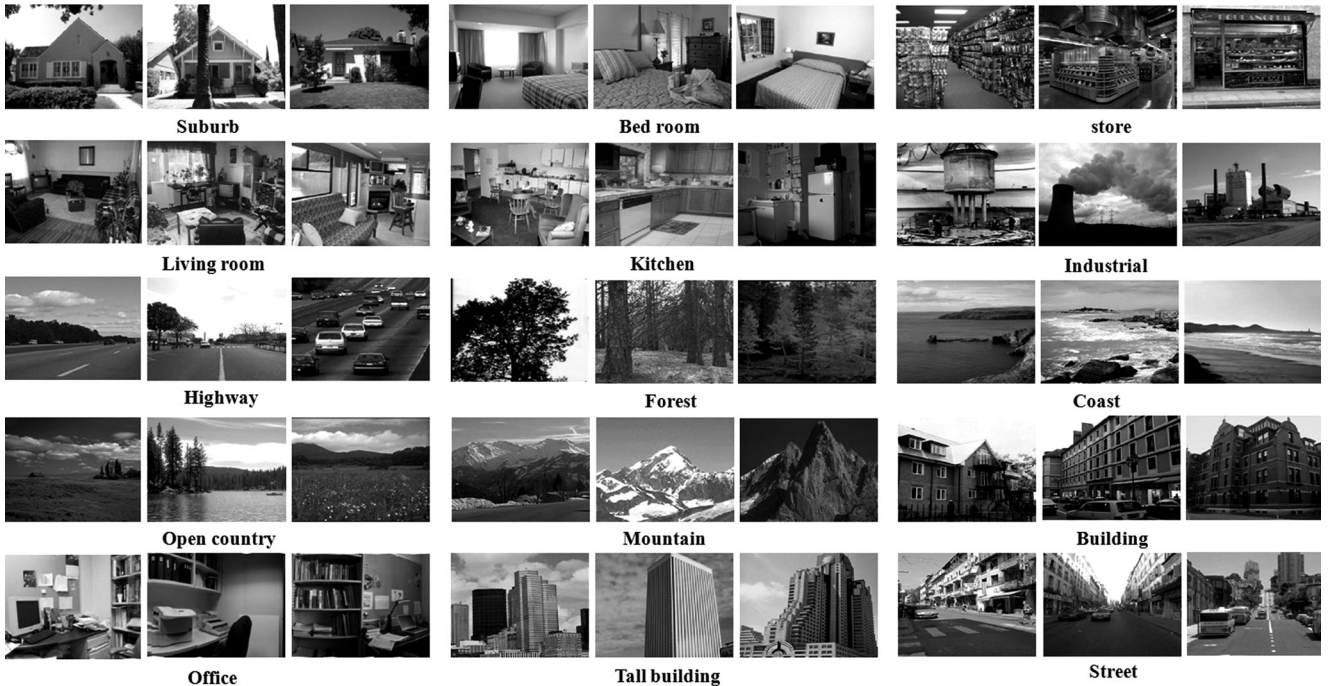 BOULANGERIE
Suburb
Bed room
store
Living room
Kitchen
Industrial
Highway
Forest
Coast
Open country
Mountain
Building
Office
Tall building
Street